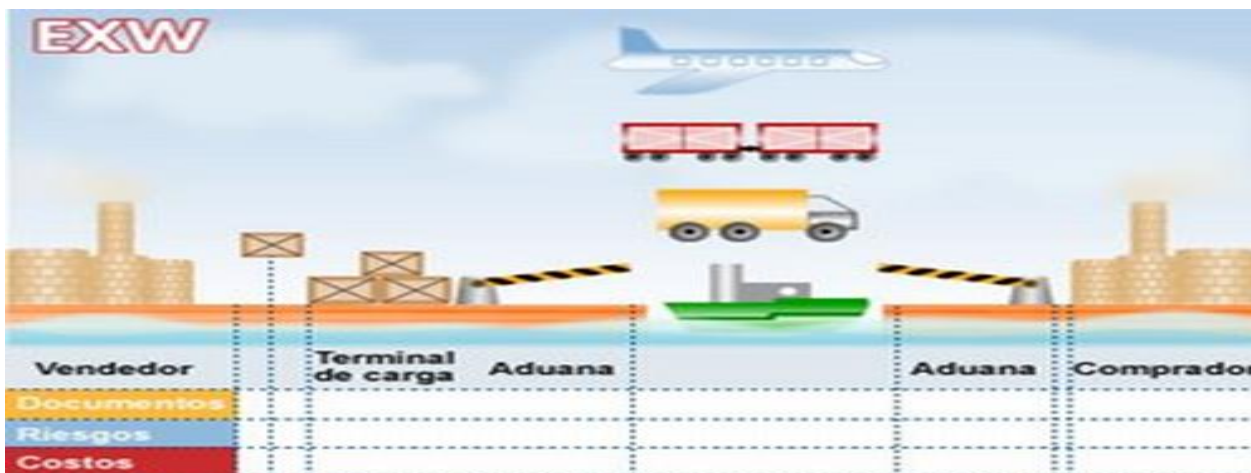 EXW
Vendedor
Terminal
de carga
Aduana
Aduana
Comprador
Documentos
Riesgos
Costos